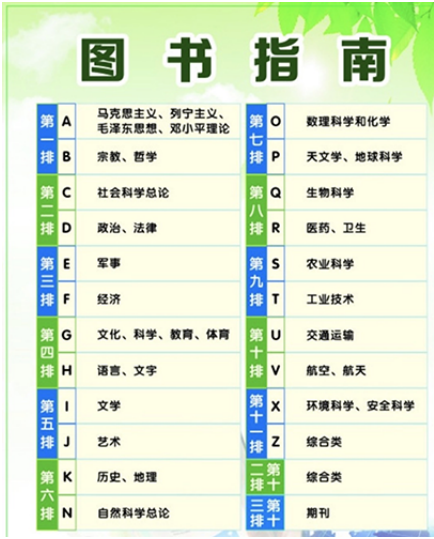 图书指南
第一排
A 马克思主义、列宁主义、
毛泽东思想、邓小平理论
B 宗教、哲学
第二排
C 社会科学总论
D 政治、法律
第三排
E 军事
F 经济
第四排
G 文化、科学、教育、体育
H 语言、文字
第五排
I 文学
J 艺术
第六排
K 历史、地理
N 自然科学总论
第七排
O 数理科学和化学
P 天文学、地球科学
第八排
Q 生物科学
R 医药、卫生
第九排
S 农业科学
T 工业技术
第十排
U 交通运输
V 航空、航天
第十一排
X 环境科学、安全科学
Z 综合类
第十二排
综合类
第十三排
期刊